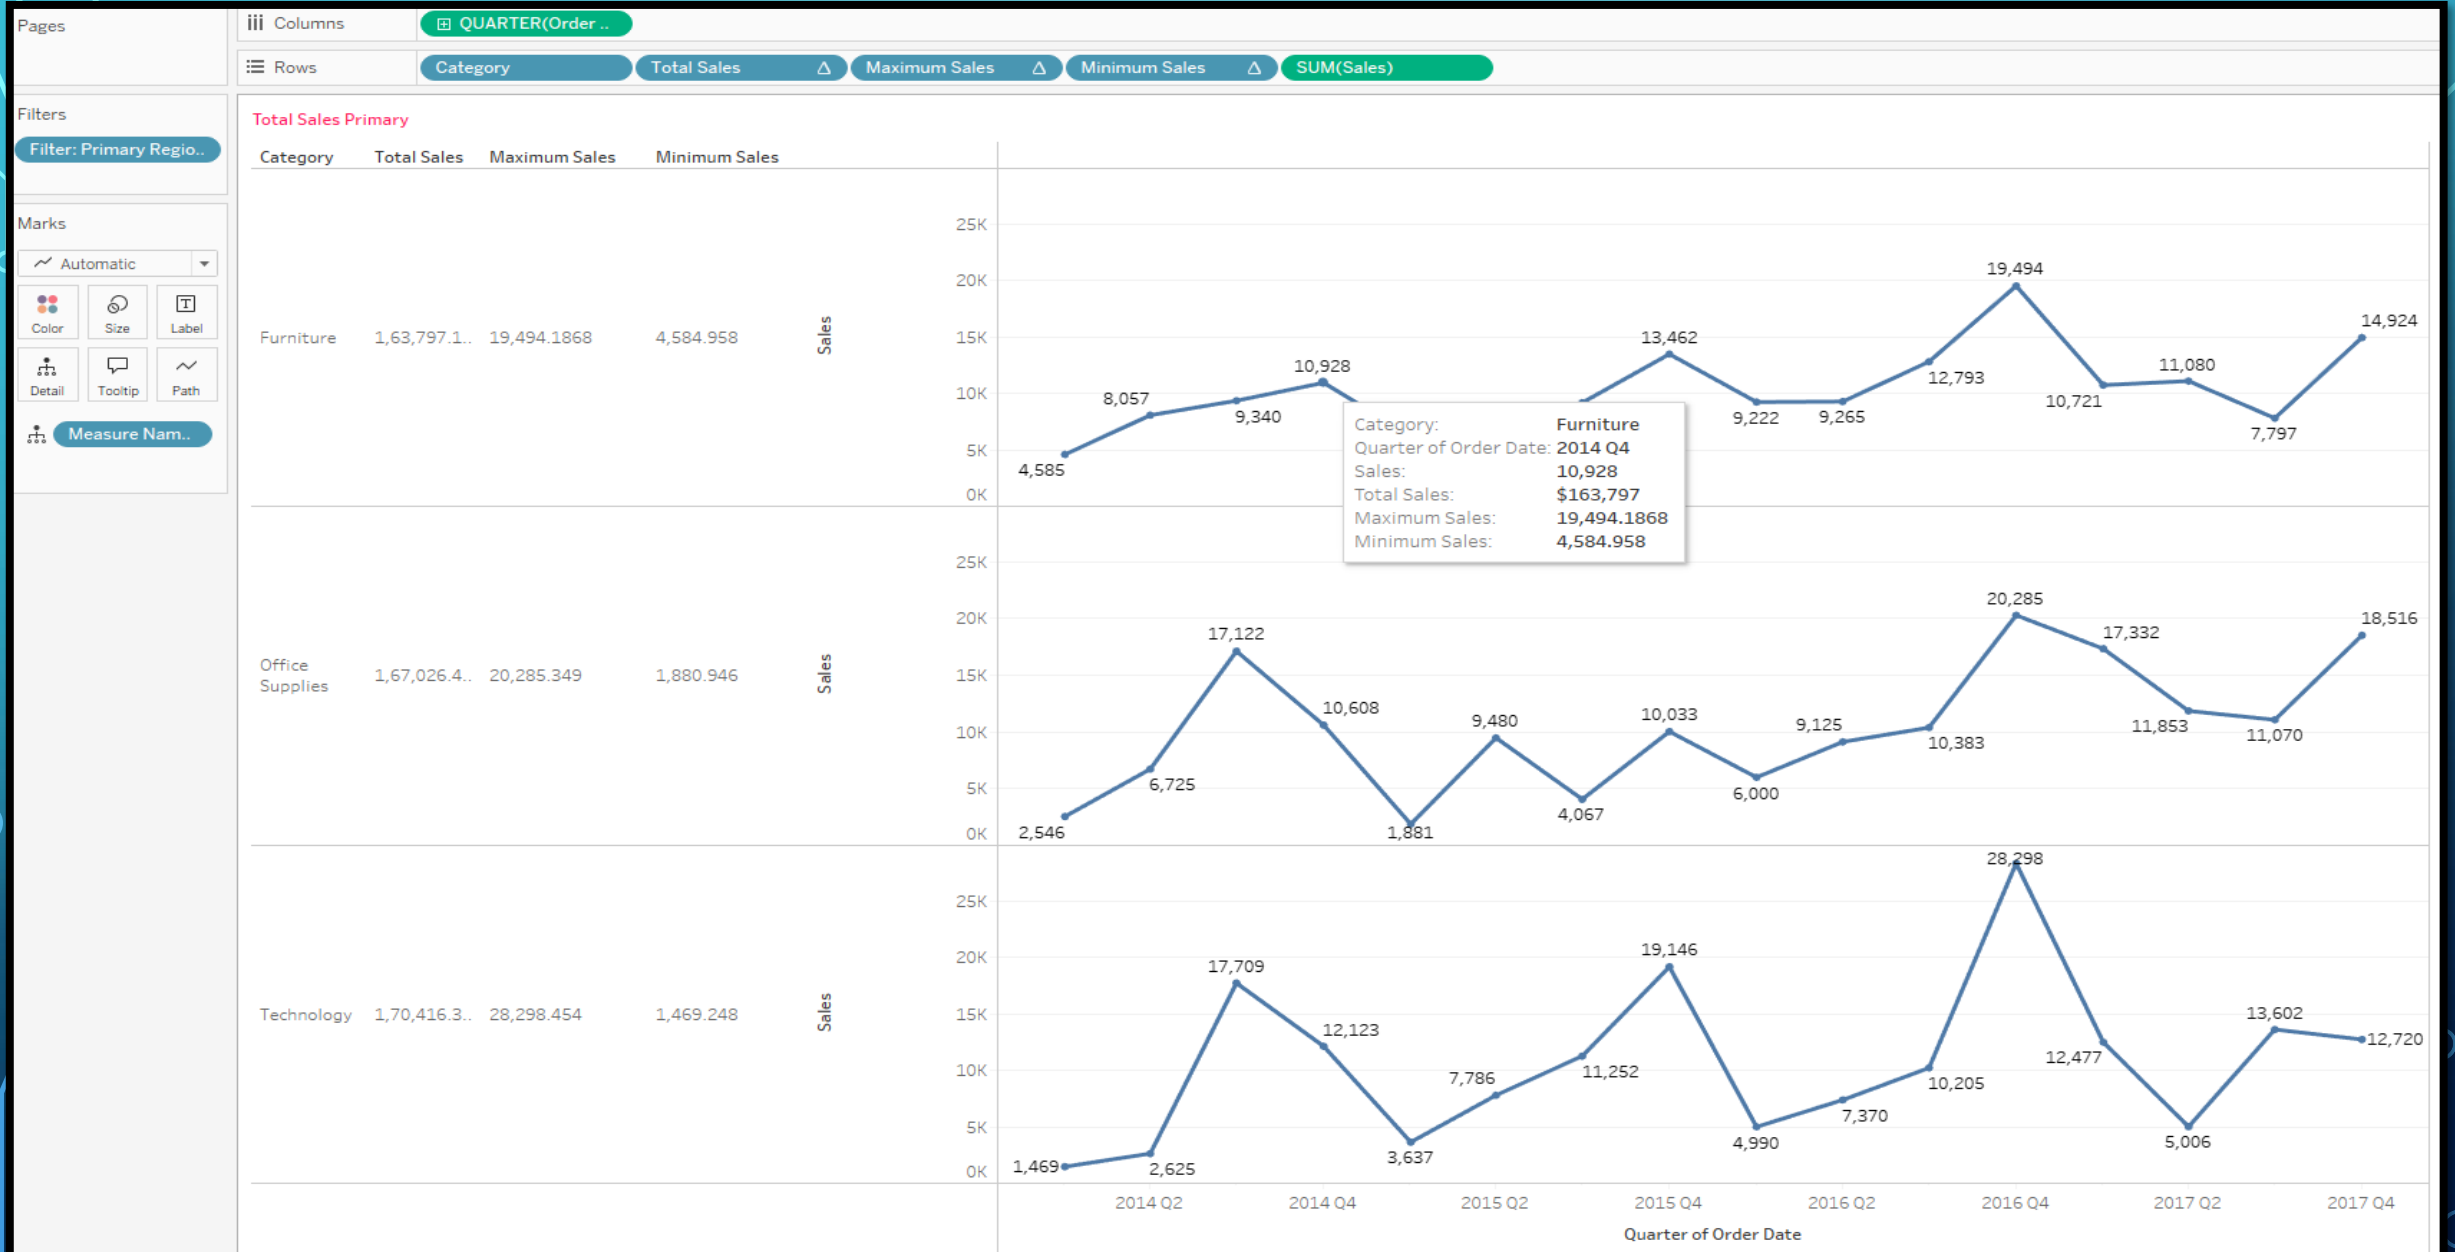 Pages
Columns
QUARTER(Order ..
Rows
Category Total Sales Maximum Sales Minimum Sales SUM(Sales)
Filters
Filter: Primary Regio..
Marks
Automatic
Color Size Label
Detail Tooltip Path
Measure Nam..
Total Sales Primary
Category Total Sales Maximum Sales Minimum Sales
Furniture 1,63,797.1.. 19,494.1868 4,584.958
Sales
25K
20K
15K
10K
5K
0K
4,585
8,057
9,340
10,928
13,462
9,222
9,265
12,793
19,494
10,721
11,080
7,797
14,924
Category: Furniture
Quarter of Order Date: 2014 Q4
Sales: 10,928
Total Sales: $163,797
Maximum Sales: 19,494.1868
Minimum Sales: 4,584.958
Office
Supplies
1,67,026.4.. 20,285.349 1,880.946
Sales
25K
20K
15K
10K
5K
0K
2,546
6,725
17,122
10,608
1,881
9,480
4,067
10,033
6,000
9,125
10,383
20,285
17,332
11,853
11,070
18,516
Technology 1,70,416.3.. 28,298.454 1,469.248
Sales
25K
20K
15K
10K
5K
0K
1,469
2,625
17,709
12,123
3,637
7,786
11,252
19,146
4,990
7,370
10,205
28,298
12,477
5,006
13,602
12,720
2014 Q2 2014 Q4 2015 Q2 2015 Q4 2016 Q2 2016 Q4 2017 Q2 2017 Q4
Quarter of Order Date